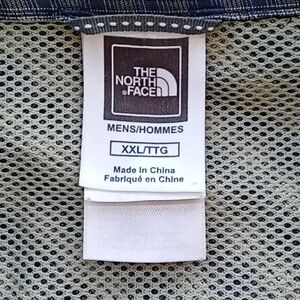 THE
NORTH
FACE
MENS/HOMMES
XXL/TTG
Made in China
Fabriqué en Chine